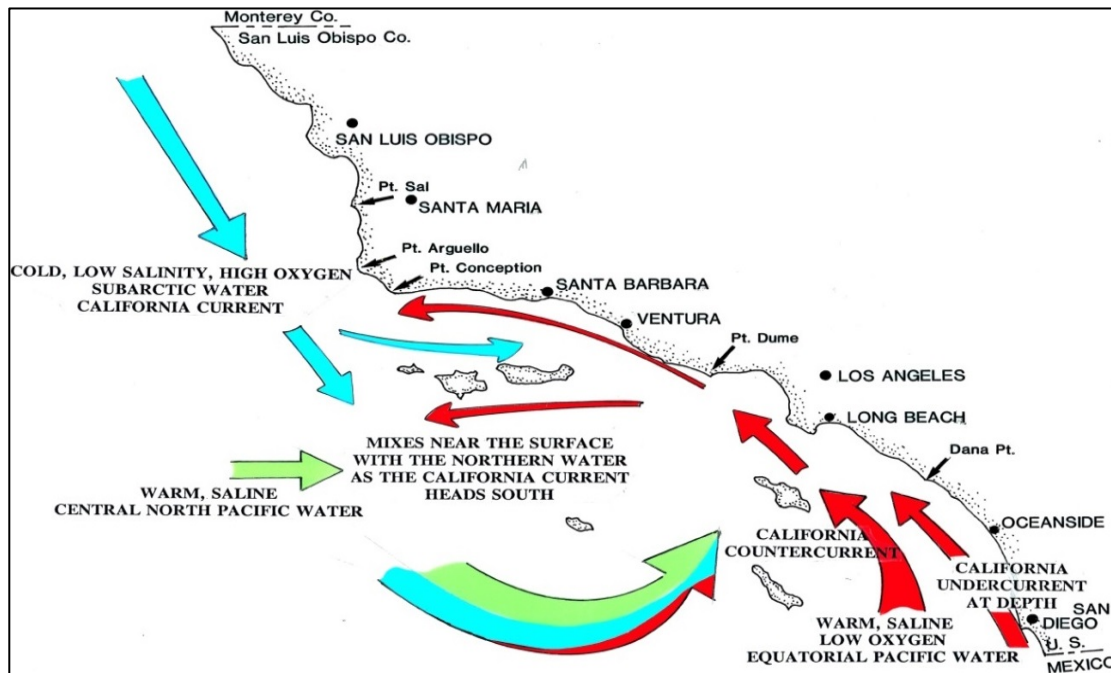 Monterey Co.
San Luis Obispo Co.
SAN LUIS OBISPO
Pt. Sal
SANTA MARIA
Pt. Arguello
Pt. Conception
COLD, LOW SALINITY, HIGH OXYGEN
SUBARCTIC WATER
CALIFORNIA CURRENT
SANTA BARBARA
VENTURA
Pt. Dume
LOS ANGELES
LONG BEACH
Dana Pt.
MIXES NEAR THE SURFACE
WITH THE NORTHERN WATER
AS THE CALIFORNIA CURRENT
HEADS SOUTH
WARM, SALINE
CENTRAL NORTH PACIFIC WATER
OCEANSIDE
CALIFORNIA
COUNTERCURRENT
CALIFORNIA
UNDERCURRENT
AT DEPTH
SAN
DIEGO
WARM, SALINE
LOW OXYGEN
EQUATORIAL PACIFIC WATER
U. S.
MEXICO